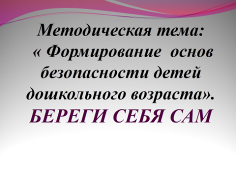 Методическая тема:
« Формирование основ
безопасности детей
дошкольного возраста».
БЕРЕГИ СЕБЯ САМ